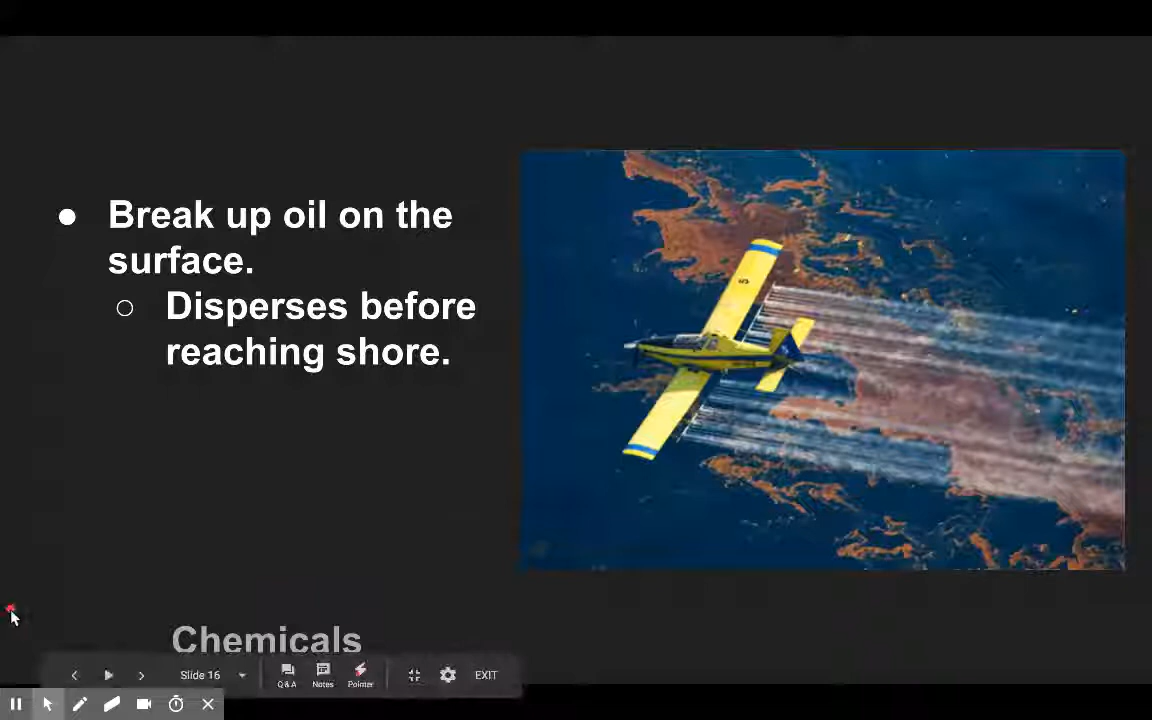 ● Break up oil on the
surface.
○ Disperses before
reaching shore.
Chemicals
Slide 16
Q&A
Notes
Pointer
EXIT